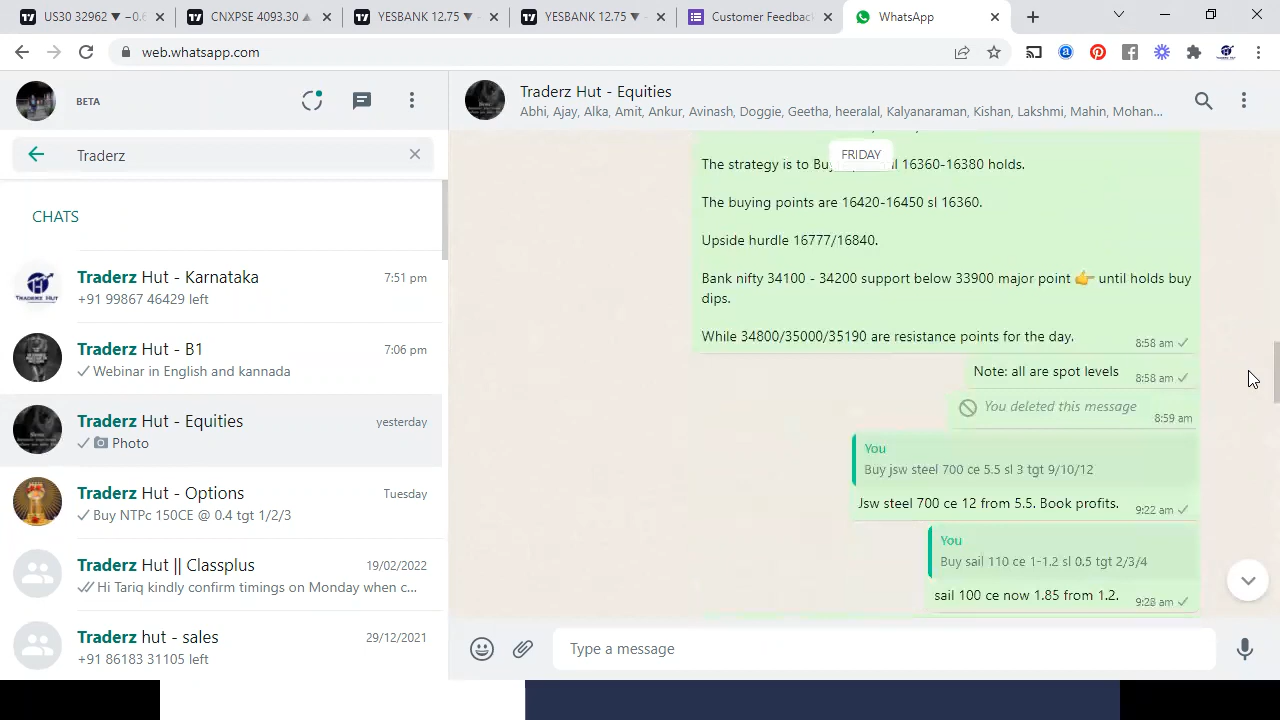 US30 32962 ▼ −0.6
CNXPSE 4093.30 ▲
YESBANK 12.75 ▼
YESBANK 12.75 ▼
Customer Feedbac
WhatsApp
web.whatsapp.com
BETA
Traderz
CHATS
Traderz Hut - Karnataka 7:51 pm
+91 99867 46429 left
Traderz Hut - B1 7:06 pm
Webinar in English and kannada
Traderz Hut - Equities yesterday
Photo
Traderz Hut - Options Tuesday
Buy NTPc 150CE @ 0.4 tgt 1/2/3
Traderz Hut || Classplus 19/02/2022
Hi Tariq kindly confirm timings on Monday when c...
Traderz hut - sales 29/12/2021
+91 86183 31105 left
Traderz Hut - Equities
Abhi, Ajay, Alka, Amit, Ankur, Avinash, Doggie, Geetha, heeralal, Kalyanaraman, Kishan, Lakshmi, Mahin, Mohan...
FRIDAY
The strategy is to Buy 16360-16380 holds.
The buying points are 16420-16450 sl 16360.
Upside hurdle 16777/16840.
Bank nifty 34100 - 34200 support below 33900 major point 👉 until holds buy
dips.
While 34800/35000/35190 are resistance points for the day.
8:58 am
Note: all are spot levels 8:58 am
You deleted this message 8:59 am
You
Buy jsw steel 700 ce 5.5 sl 3 tgt 9/10/12
Jsw steel 700 ce 12 from 5.5. Book profits. 9:22 am
You
Buy sail 110 ce 1-1.2 sl 0.5 tgt 2/3/4
sail 100 ce now 1.85 from 1.2. 9:28 am
Type a message